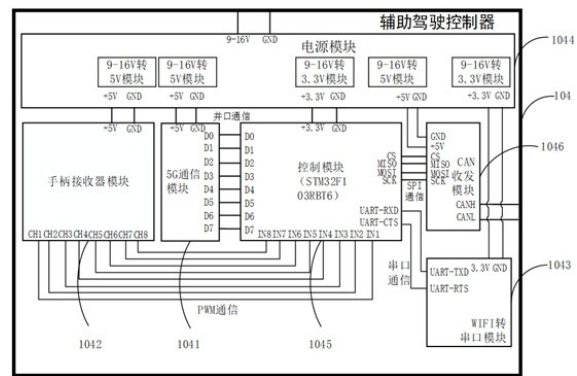 辅助驾驶控制器
9-16V GND
电源模块
9-16V转 9-16V转 9-16V转 9-16V转 9-16V转
5V模块 5V模块 3.3V模块 5V模块 3.3V模块
+5V GND +5V GND +3.3V GND +5V GND +3.3V GND
1044
104
并口通信
+5V GND +5V GND +3.3V GND
手柄接收器模块
CH1 CH2 CH3 CH4 CH5 CH6 CH7 CH8
5G通信
模块
D0
D1
D2
D3
D4
D5
D6
D7
D0
D1
D2
D3
D4
D5
D6
D7
控制模块
(STM32F1
03RBT6)
CS
MISO
MOSI
SCK
UART-RXD
UART-CTS
IN8 IN7 IN6 IN5 IN4 IN3 IN2 IN1
SPI
通信
GND
+5V
CS
MISO
MOSI
SCK
CAN
收发
模块
CANH
CANL
1046
串口
通信
3.3V GND
UART-TXD
UART-RTS
WIFI转
串口模块
1043
PWM通信
1042
1041
1045